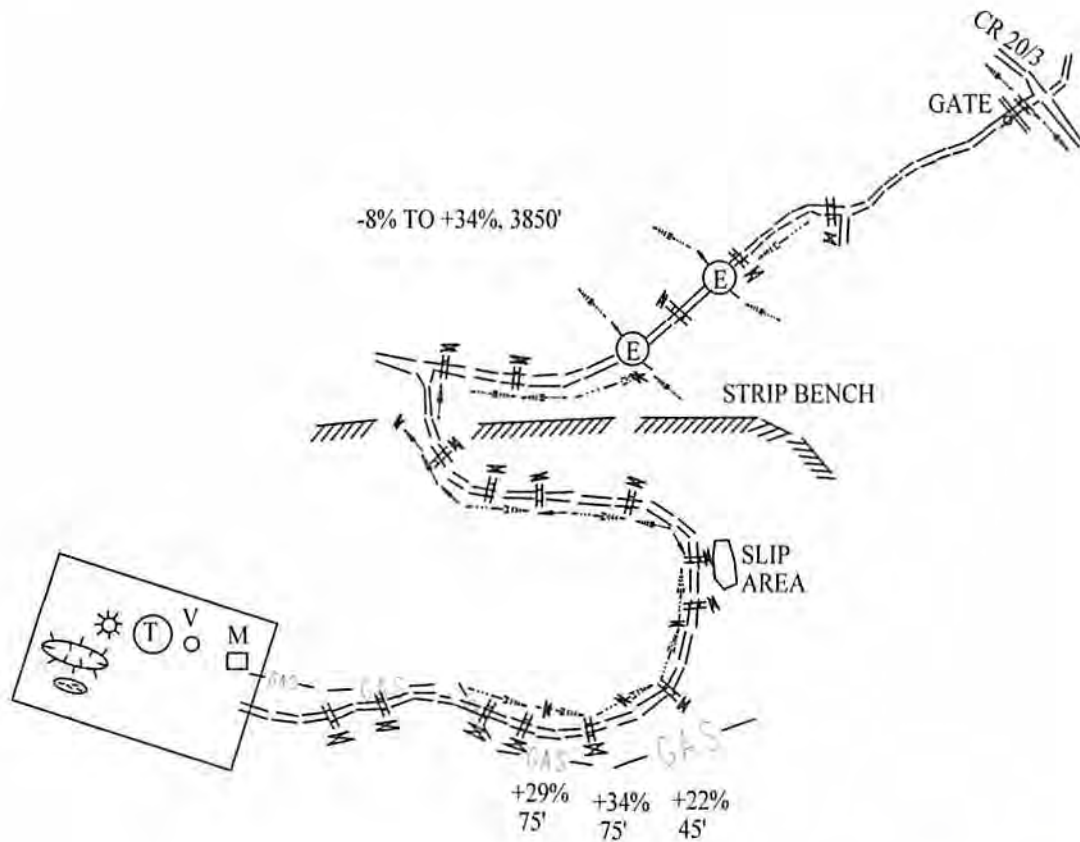 CR 20/3
GATE
-8% TO +34%, 3850'
E
E
STRIP BENCH
SLIP
AREA
T
V
M
GAS
GAS
GAS
GAS
+29%
75'
+34%
75'
+22%
45'